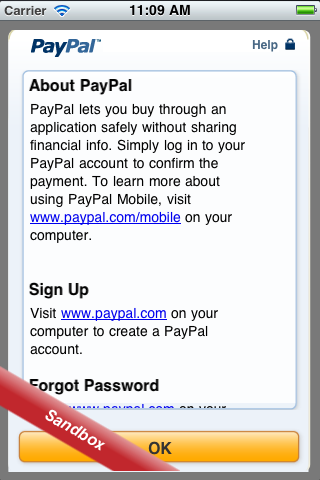 Carrier 11:09 AM
PayPal™ Help
About PayPal
PayPal lets you buy through an
application safely without sharing
financial info. Simply log in to your
PayPal account to confirm the
payment. To learn more about
using PayPal Mobile, visit
www.paypal.com/mobile on your
computer.
Sign Up
Visit www.paypal.com on your
computer to create a PayPal
account.
Forgot Password
www.paypal.com on your
Sandbox
OK